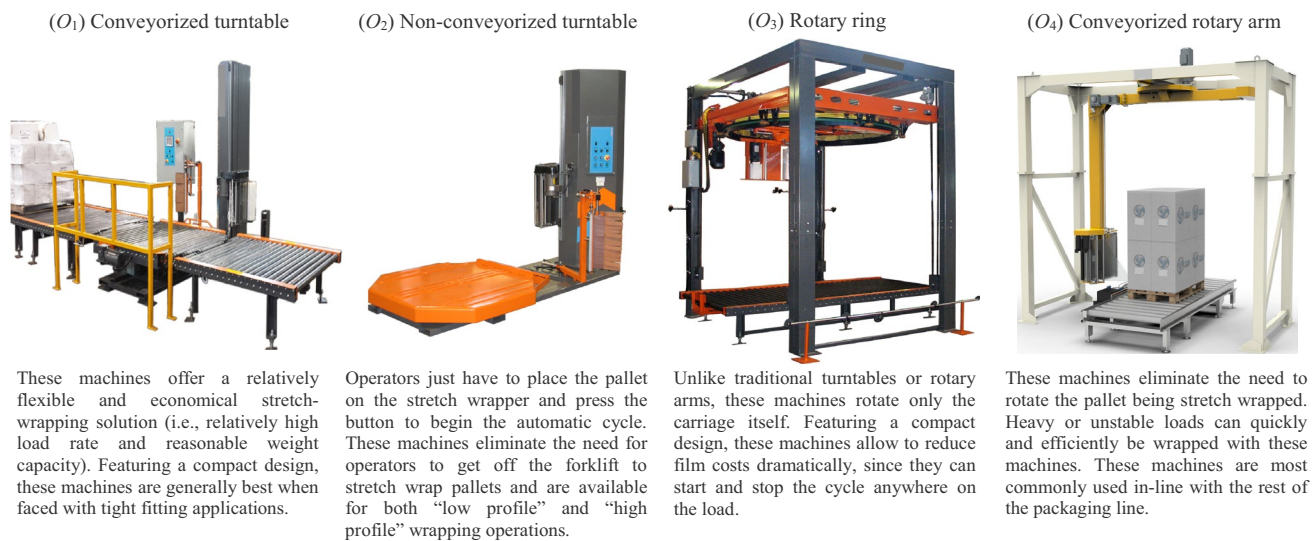 (O₁) Conveyorized turntable
(O₂) Non-conveyorized turntable
(O₃) Rotary ring
(O₄) Conveyorized rotary arm
These machines offer a relatively
flexible and economical stretch-
wrapping solution (i.e., relatively high
load rate and reasonable weight
capacity). Featuring a compact design,
these machines are generally best when
faced with tight fitting applications.
Operators just have to place the pallet
on the stretch wrapper and press the
button to begin the automatic cycle.
These machines eliminate the need for
operators to get off the forklift to
stretch wrap pallets and are available
for both “low profile” and “high
profile” wrapping operations.
Unlike traditional turntables or rotary
arms, these machines rotate only the
carriage itself. Featuring a compact
design, these machines allow to reduce
film costs dramatically, since they can
start and stop the cycle anywhere on
the load.
These machines eliminate the need to
rotate the pallet being stretch wrapped.
Heavy or unstable loads can quickly
and efficiently be wrapped with these
machines. These machines are most
commonly used in-line with the rest of
the packaging line.